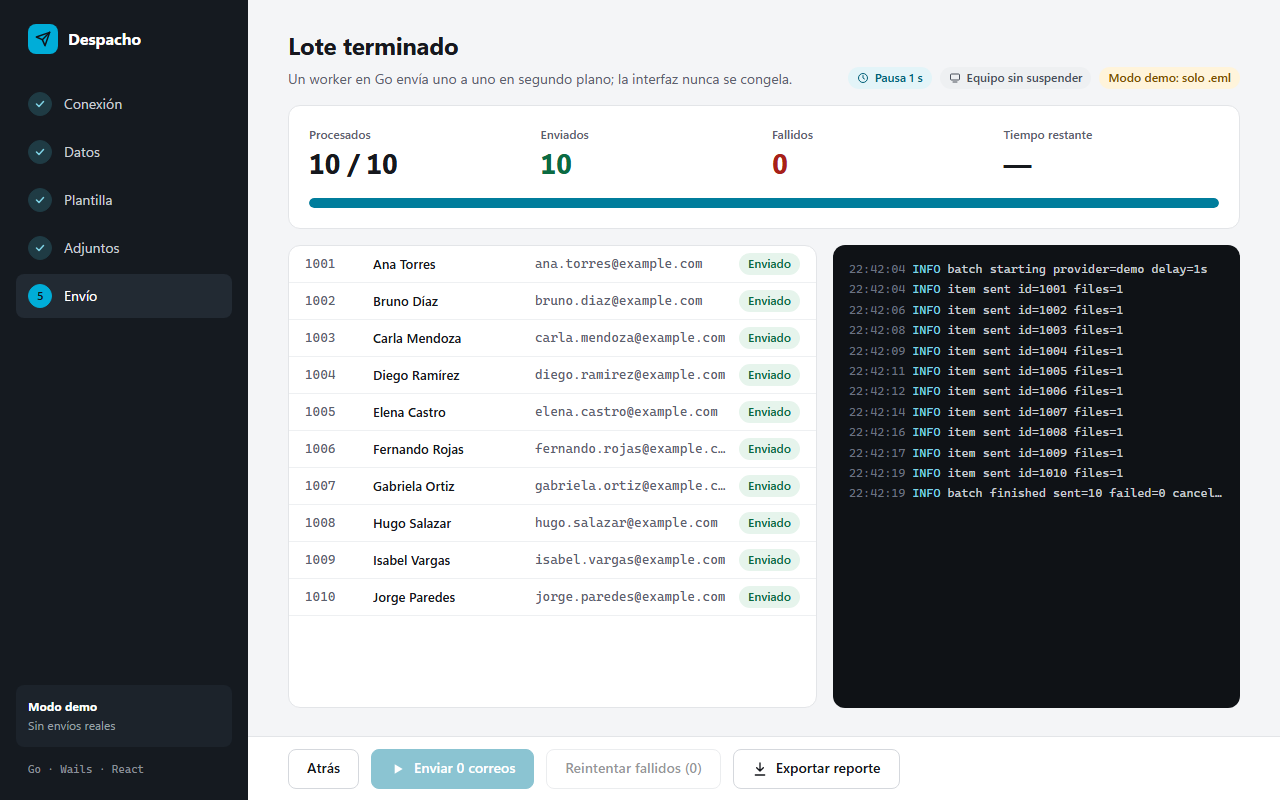 Despacho
Conexión
Datos
Plantilla
Adjuntos
5 Envío
Modo demo
Sin envios reales
Go · Wails · React
Lote terminado
Un worker en Go envía uno a uno en segundo plano; la interfaz nunca se congela.
Pausa 1 s
Equipo sin suspender
Modo demo: solo .eml
Procesados
10 / 10
Enviados
10
Fallidos
0
Tiempo restante
—
1001 Ana Torres ana.torres@example.com Enviado
1002 Bruno Díaz bruno.diaz@example.com Enviado
1003 Carla Mendoza carla.mendoza@example.com Enviado
1004 Diego Ramírez diego.ramirez@example.com Enviado
1005 Elena Castro elena.castro@example.com Enviado
1006 Fernando Rojas fernando.rojas@example.c… Enviado
1007 Gabriela Ortiz gabriela.ortiz@example.c… Enviado
1008 Hugo Salazar hugo.salazar@example.com Enviado
1009 Isabel Vargas isabel.vargas@example.com Enviado
1010 Jorge Paredes jorge.paredes@example.com Enviado
22:42:04 INFO batch starting provider=demo delay=1s
22:42:04 INFO item sent id=1001 files=1
22:42:06 INFO item sent id=1002 files=1
22:42:08 INFO item sent id=1003 files=1
22:42:09 INFO item sent id=1004 files=1
22:42:11 INFO item sent id=1005 files=1
22:42:12 INFO item sent id=1006 files=1
22:42:14 INFO item sent id=1007 files=1
22:42:16 INFO item sent id=1008 files=1
22:42:17 INFO item sent id=1009 files=1
22:42:19 INFO item sent id=1010 files=1
22:42:19 INFO batch finished sent=10 failed=0 cancel…
Atrás
Enviar 0 correos
Reintentar fallidos (0)
Exportar reporte